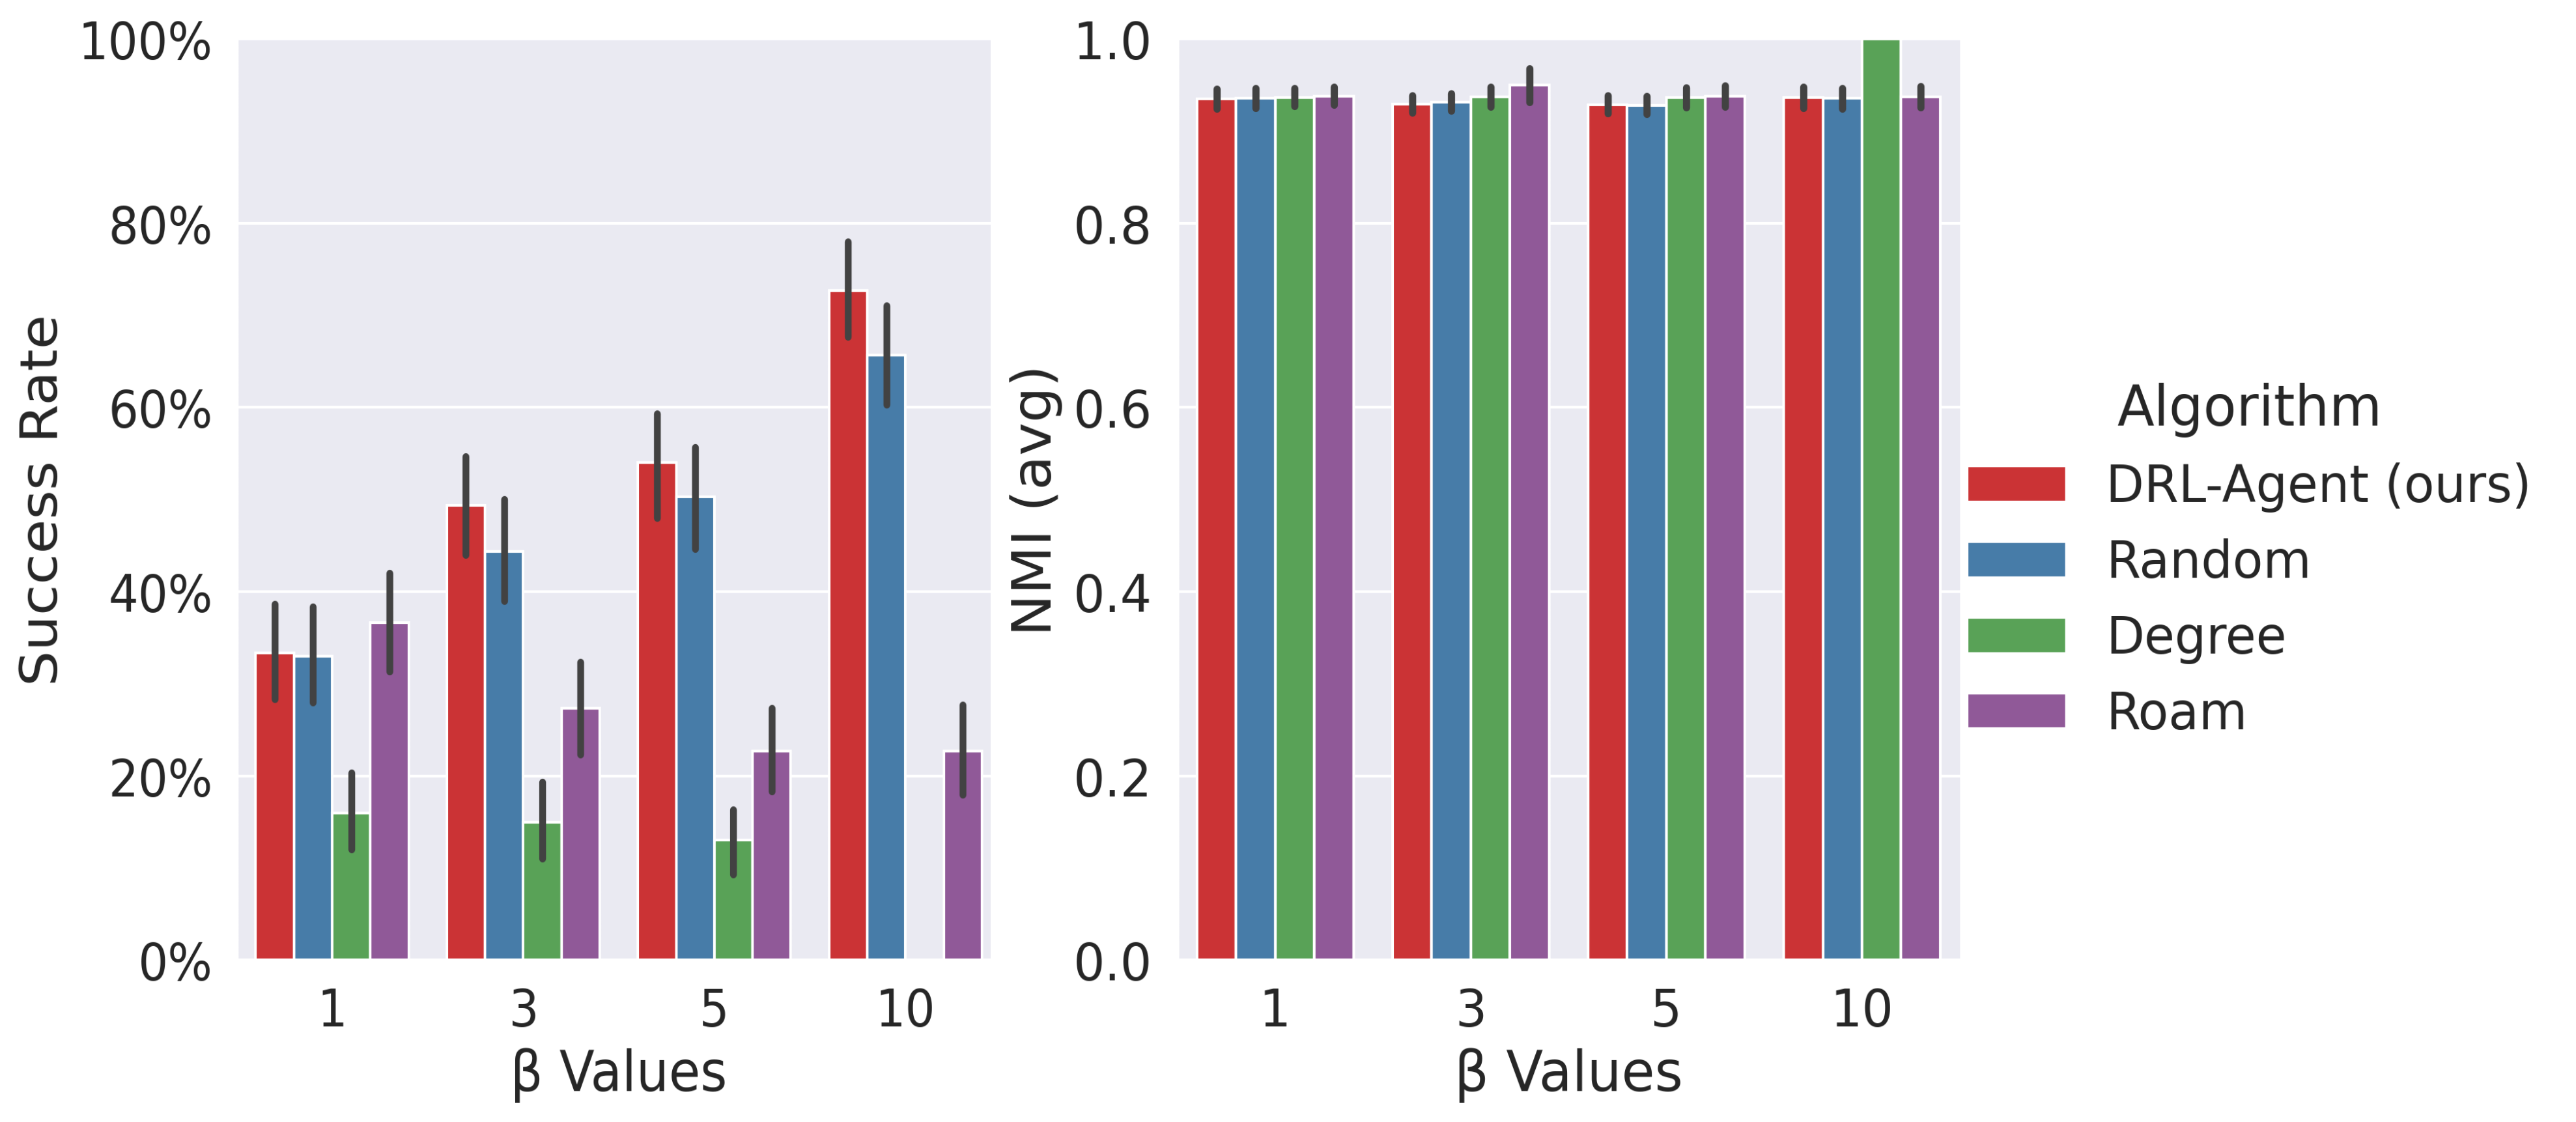 Success Rate
100%
80%
60%
40%
20%
0%
1 3 5 10
β Values
NMI (avg)
1.0
0.8
0.6
0.4
0.2
0.0
1 3 5 10
β Values
Algorithm
DRL-Agent (ours)
Random
Degree
Roam